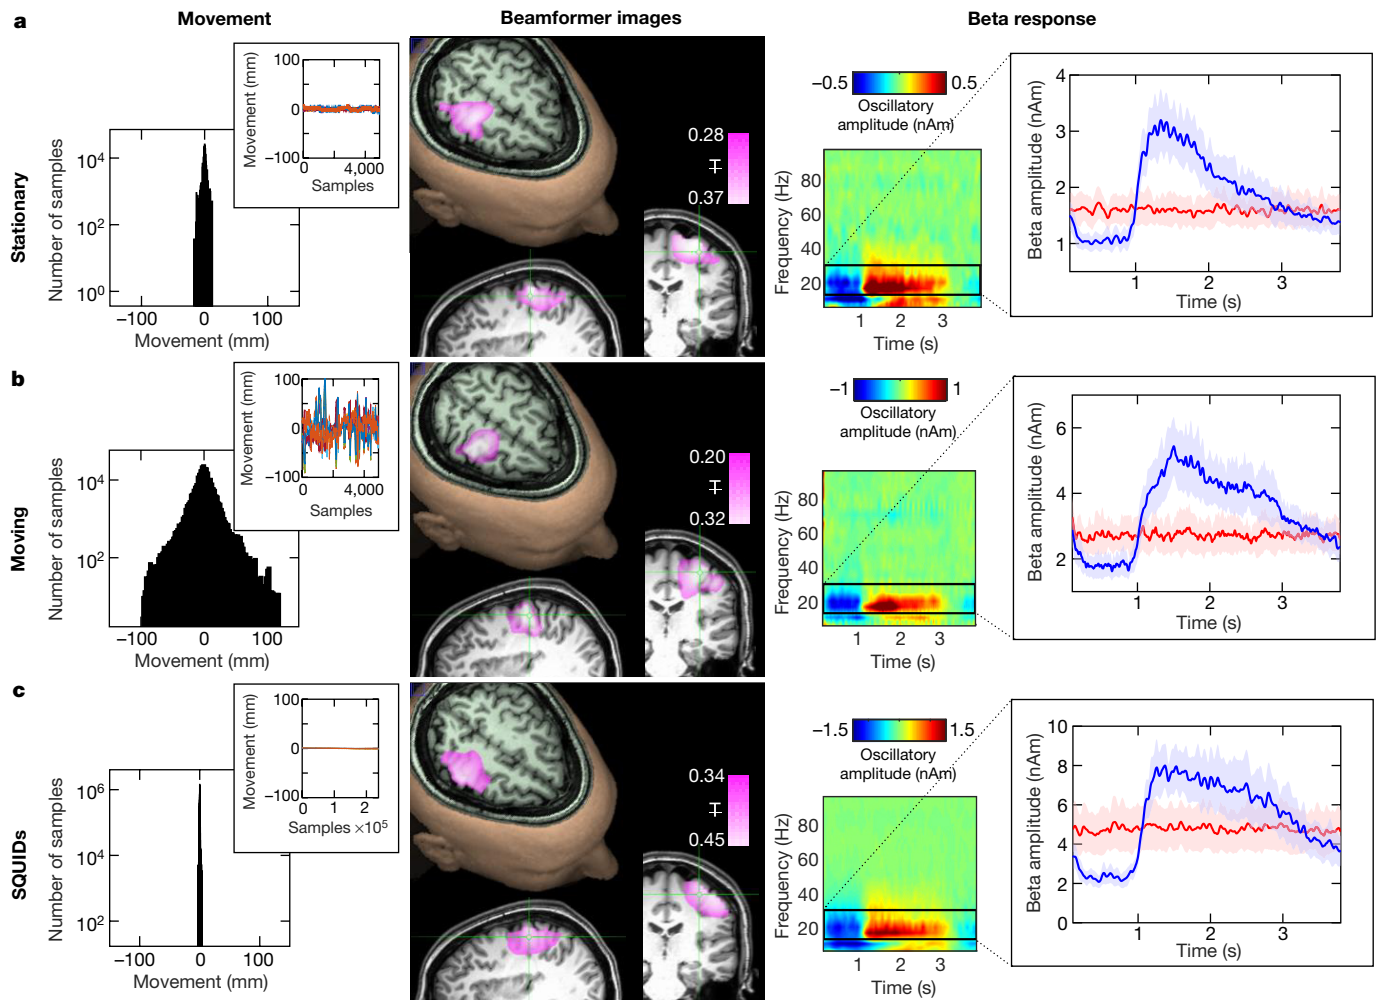 Movement
Beamformer images
Beta response
a
Stationary
Number of samples
10⁴
10²
10⁰
−100
0
100
Movement (mm)
Movement (mm)
100
0
−100
0
4,000
Samples
0.28
0.37
−0.5
0.5
Oscillatory
amplitude (nAm)
Frequency (Hz)
80
60
40
20
1
2
3
Time (s)
Beta amplitude (nAm)
4
3
2
1
1
2
3
Time (s)
b
Moving
Number of samples
10⁴
10²
−100
0
100
Movement (mm)
Movement (mm)
100
0
−100
0
4,000
Samples
0.20
0.32
−1
1
Oscillatory
amplitude (nAm)
Frequency (Hz)
80
60
40
20
1
2
3
Time (s)
Beta amplitude (nAm)
6
4
2
1
2
3
Time (s)
c
SQUIDs
Number of samples
10⁶
10⁴
10²
−100
0
100
Movement (mm)
Movement (mm)
100
0
−100
0
1
2
Samples ×10⁵
0.34
0.45
−1.5
1.5
Oscillatory
amplitude (nAm)
Frequency (Hz)
80
60
40
20
1
2
3
Time (s)
Beta amplitude (nAm)
10
8
6
4
2
0
1
2
3
Time (s)